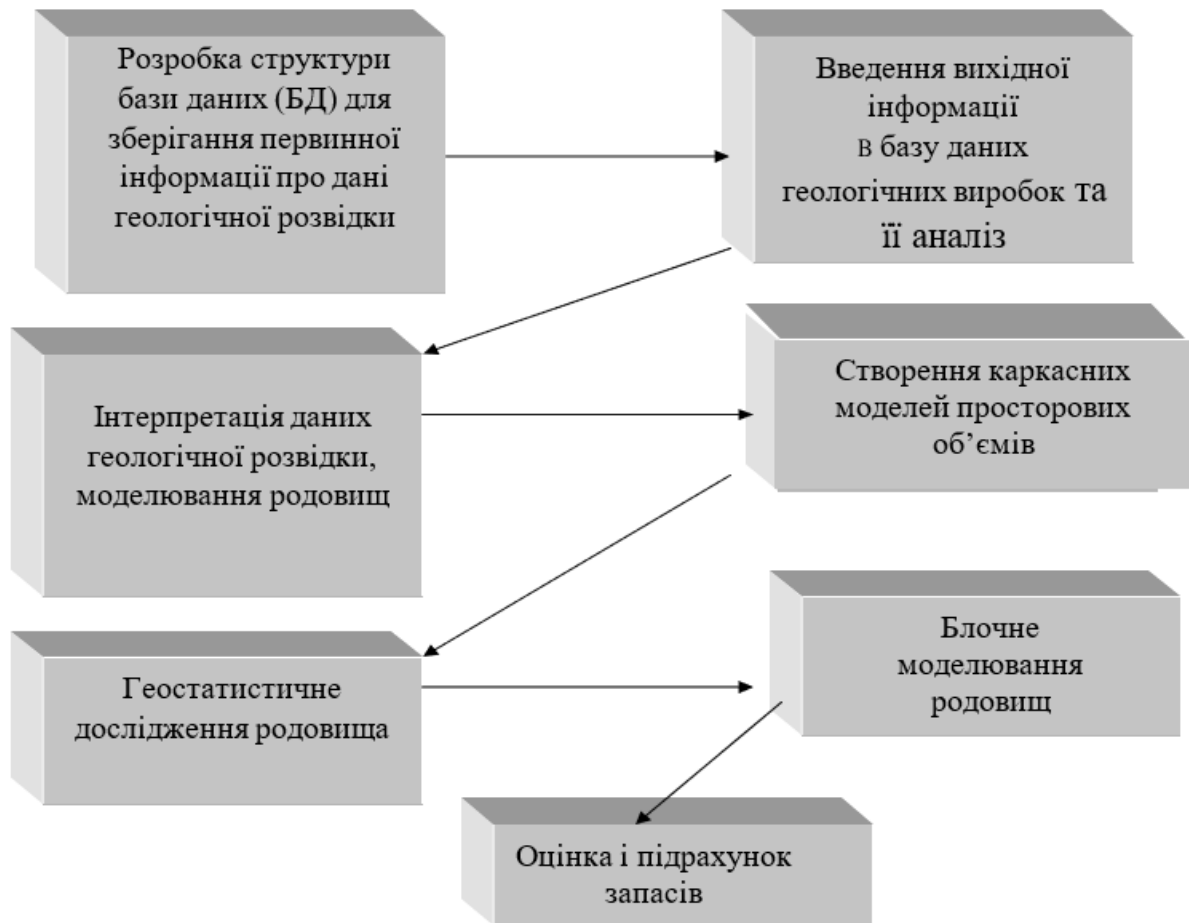 Розробка структури
бази даних (БД) для
зберігання первинної
інформації про дані
геологічної розвідки
Введення вихідної
інформації
В базу даних
геологічних виробок та
її аналіз
Інтерпретація даних
геологічної розвідки,
моделювання родовищ
Створення каркасних
моделей просторових
об’ємів
Геостатистичне
дослідження родовища
Блочне
моделювання
родовищ
Оцінка і підрахунок
запасів